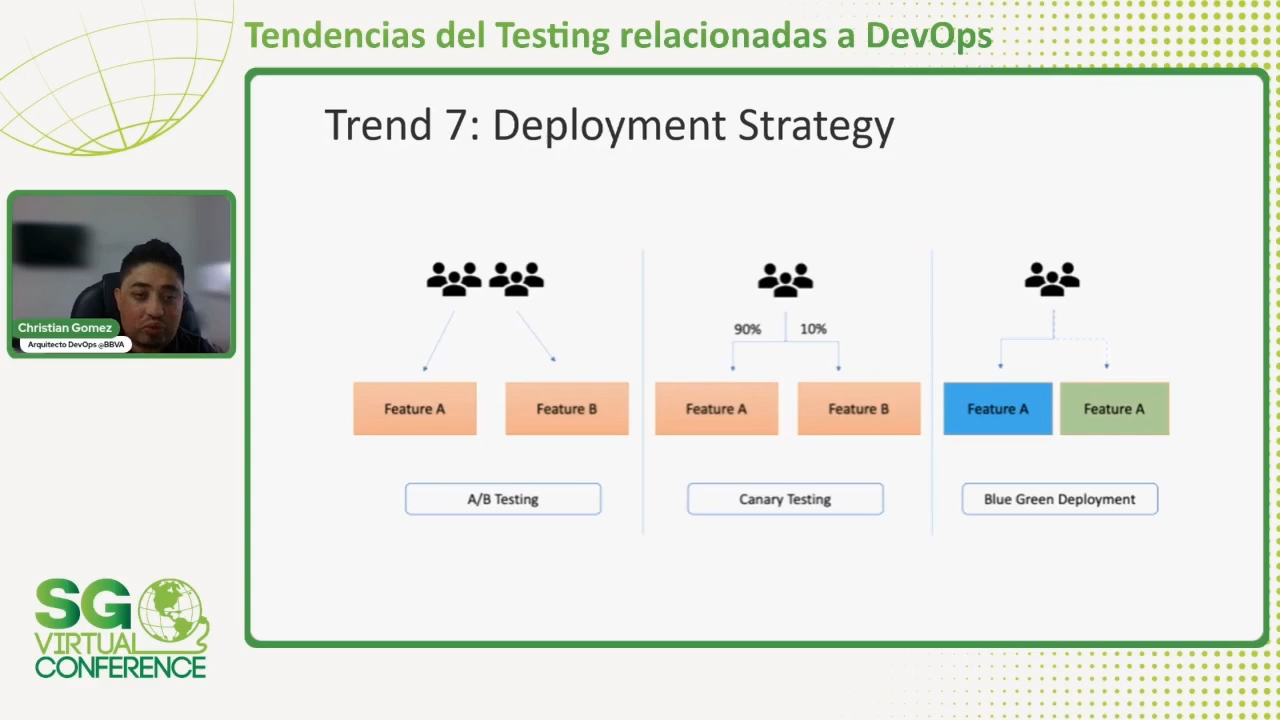 Tendencias del Testing relacionadas a DevOps
Trend 7: Deployment Strategy
Christian Gomez
Arquitecto DevOps @BBVA
90%
10%
Feature A
Feature B
Feature A
Feature B
Feature A
Feature A
A/B Testing
Canary Testing
Blue Green Deployment
SG
VIRTUAL
CONFERENCE